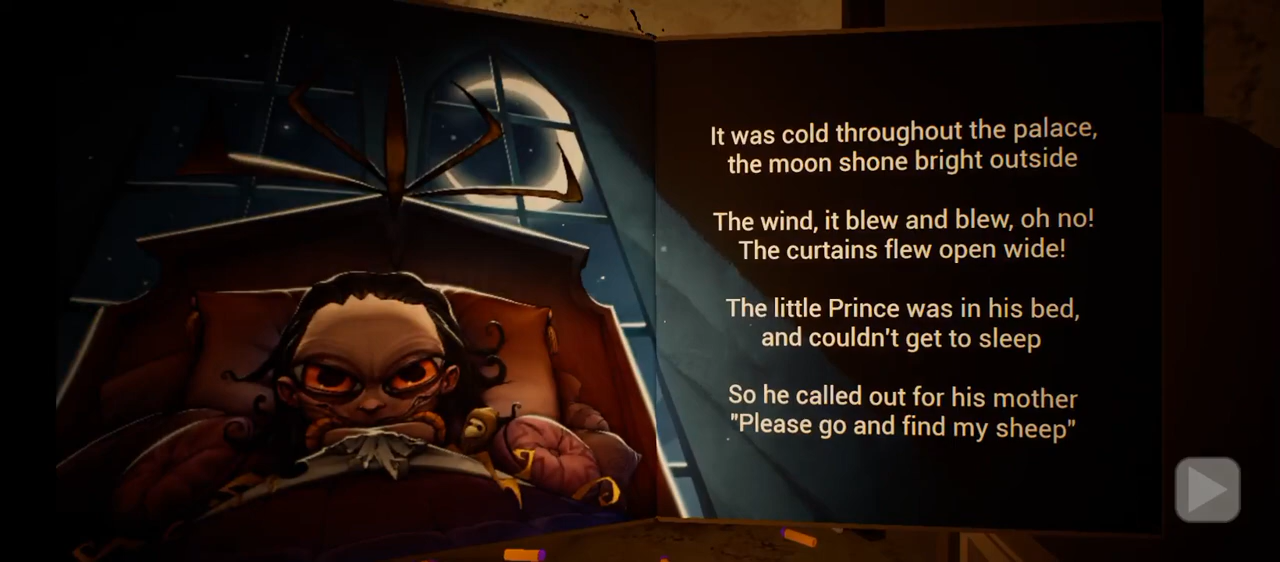 It was cold throughout the palace,
the moon shone bright outside
The wind, it blew and blew, oh no!
The curtains flew open wide!
The little Prince was in his bed,
and couldn't get to sleep
So he called out for his mother
"Please go and find my sheep"